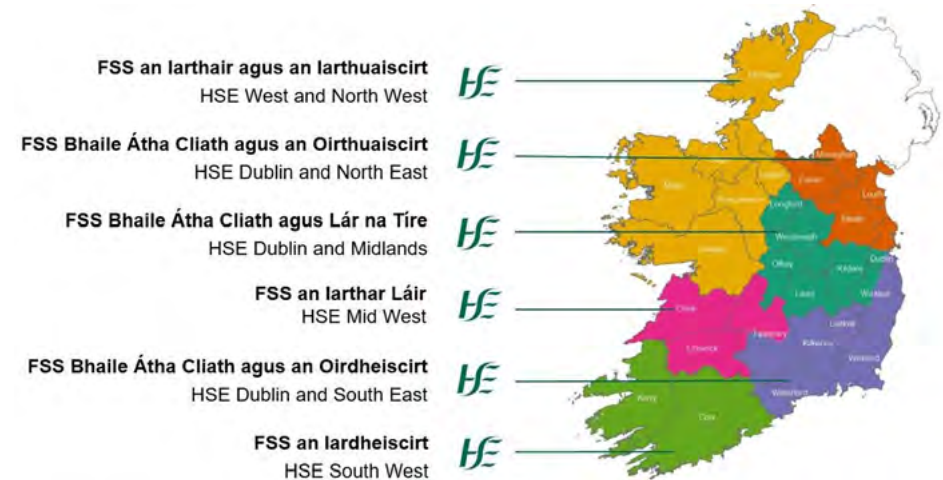 FSS an Iarthair agus an Iarthuaiscirt
HSE West and North West
FSS Bhaile Átha Cliath agus an Oirthuaiscirt
HSE Dublin and North East
FSS Bhaile Átha Cliath agus Lár na Tíre
HSE Dublin and Midlands
FSS an Iarthar Láir
HSE Mid West
FSS Bhaile Átha Cliath agus an Oirdheiscirt
HSE Dublin and South East
FSS an Iardheiscirt
HSE South West
Donegal
Monaghan
Cavan
Louth
Mayo
Longford
Westmeath
Offaly
Kildare
Dublin
Laois
Wicklow
Clare
Tipperary
Limerick
Kilkenny
Wexford
Waterford
Kerry
Cork